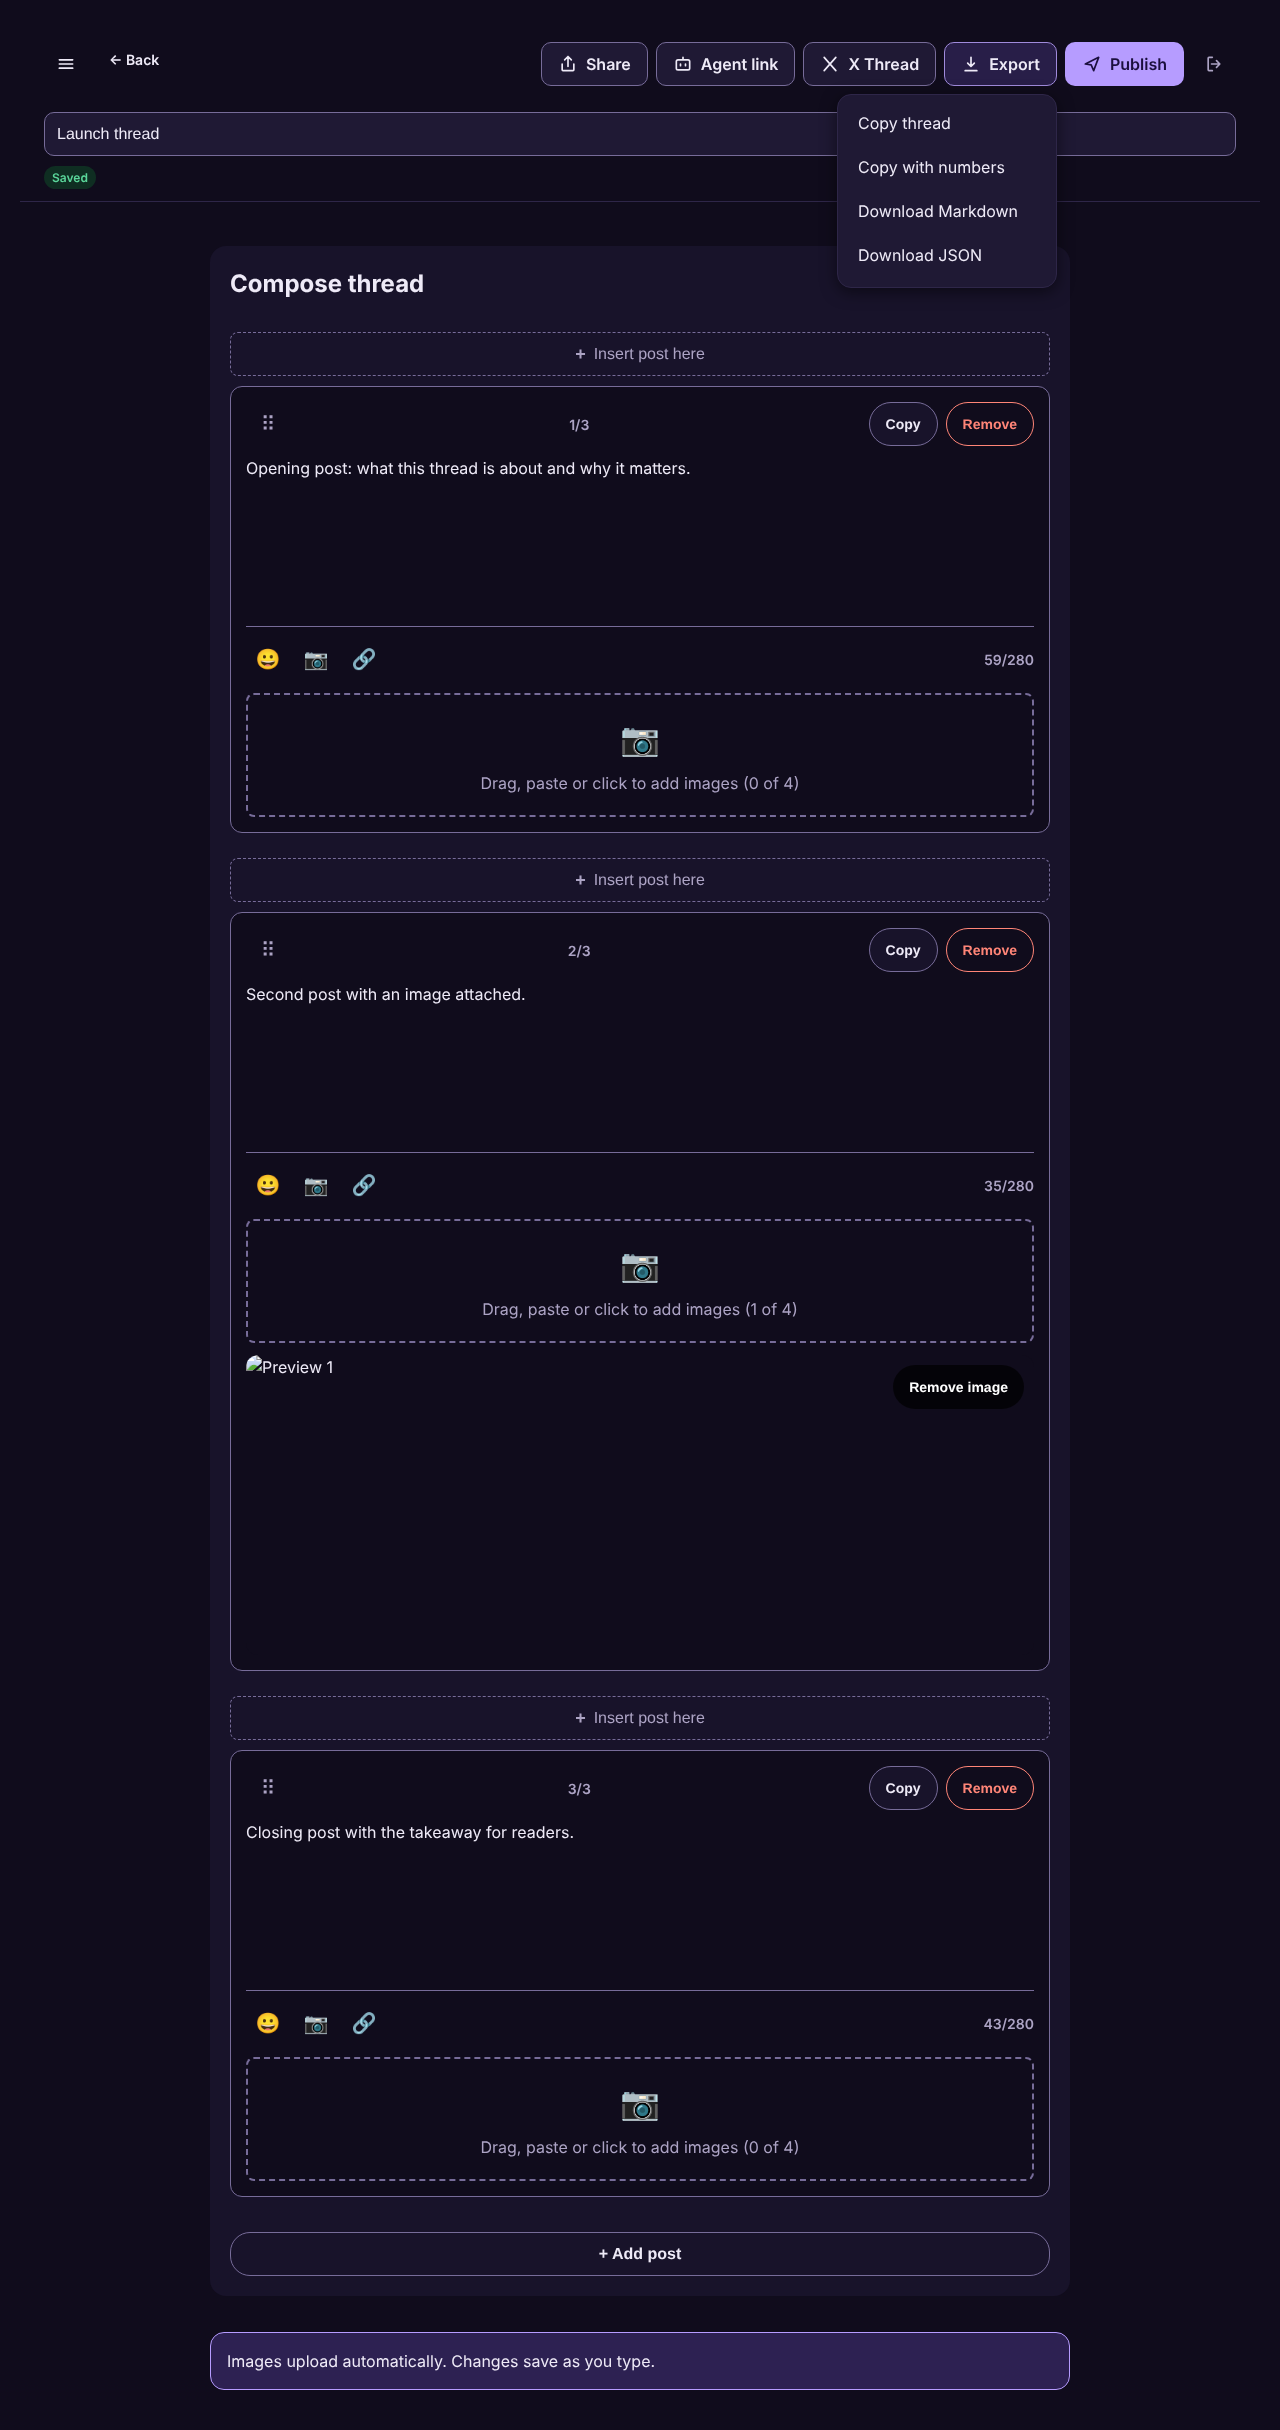 ← Back
Share
Agent link
X Thread
Export
Publish
Launch thread
Saved
Copy thread
Copy with numbers
Download Markdown
Download JSON
Compose thread
+ Insert post here
1/3
Copy
Remove
Opening post: what this thread is about and why it matters.
59/280
Drag, paste or click to add images (0 of 4)
+ Insert post here
2/3
Copy
Remove
Second post with an image attached.
35/280
Drag, paste or click to add images (1 of 4)
Preview 1
Remove image
+ Insert post here
3/3
Copy
Remove
Closing post with the takeaway for readers.
43/280
Drag, paste or click to add images (0 of 4)
+ Add post
Images upload automatically. Changes save as you type.